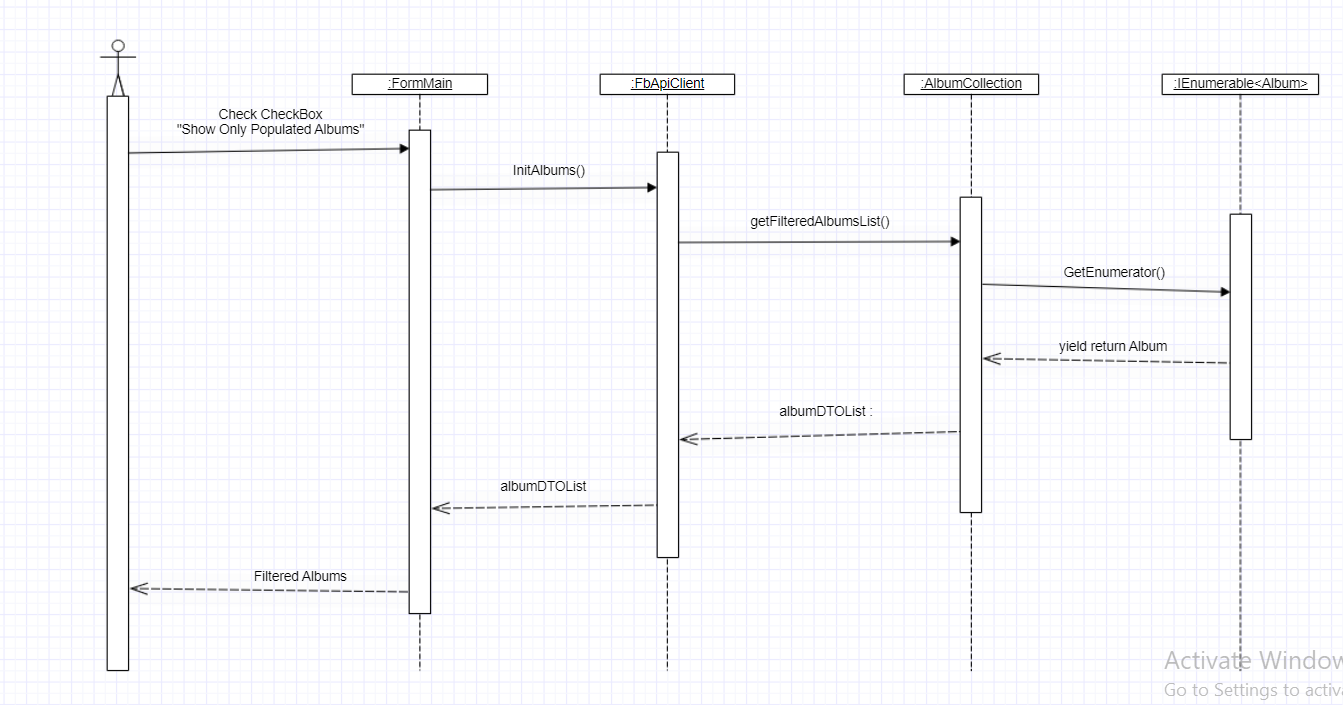 :FormMain
:FbApiClient
:AlbumCollection
:IEnumerable<Album>
Check CheckBox
"Show Only Populated Albums"
InitAlbums()
getFilteredAlbumsList()
GetEnumerator()
yield return Album
albumDTOList :
albumDTOList
Filtered Albums
Activate Window
Go to Settings to activ